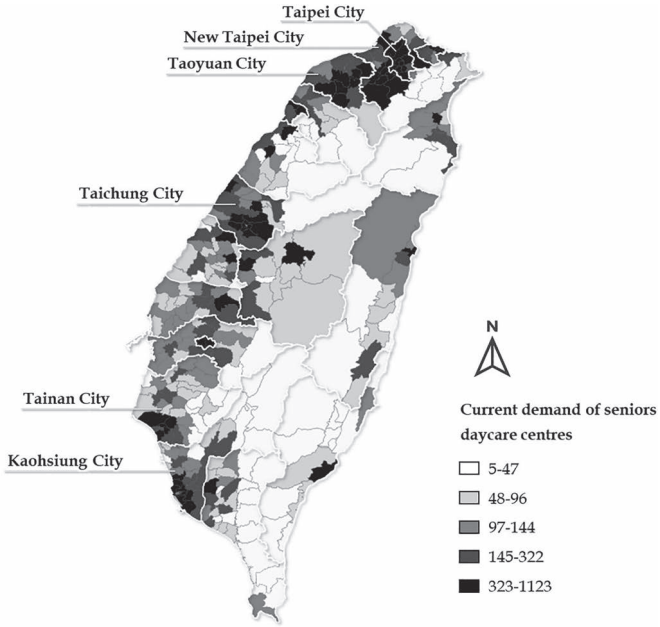 Taipei City
New Taipei City
Taoyuan City
Taichung City
Tainan City
Kaohsiung City
N
Current demand of seniors
daycare centres
5-47
48-96
97-144
145-322
323-1123